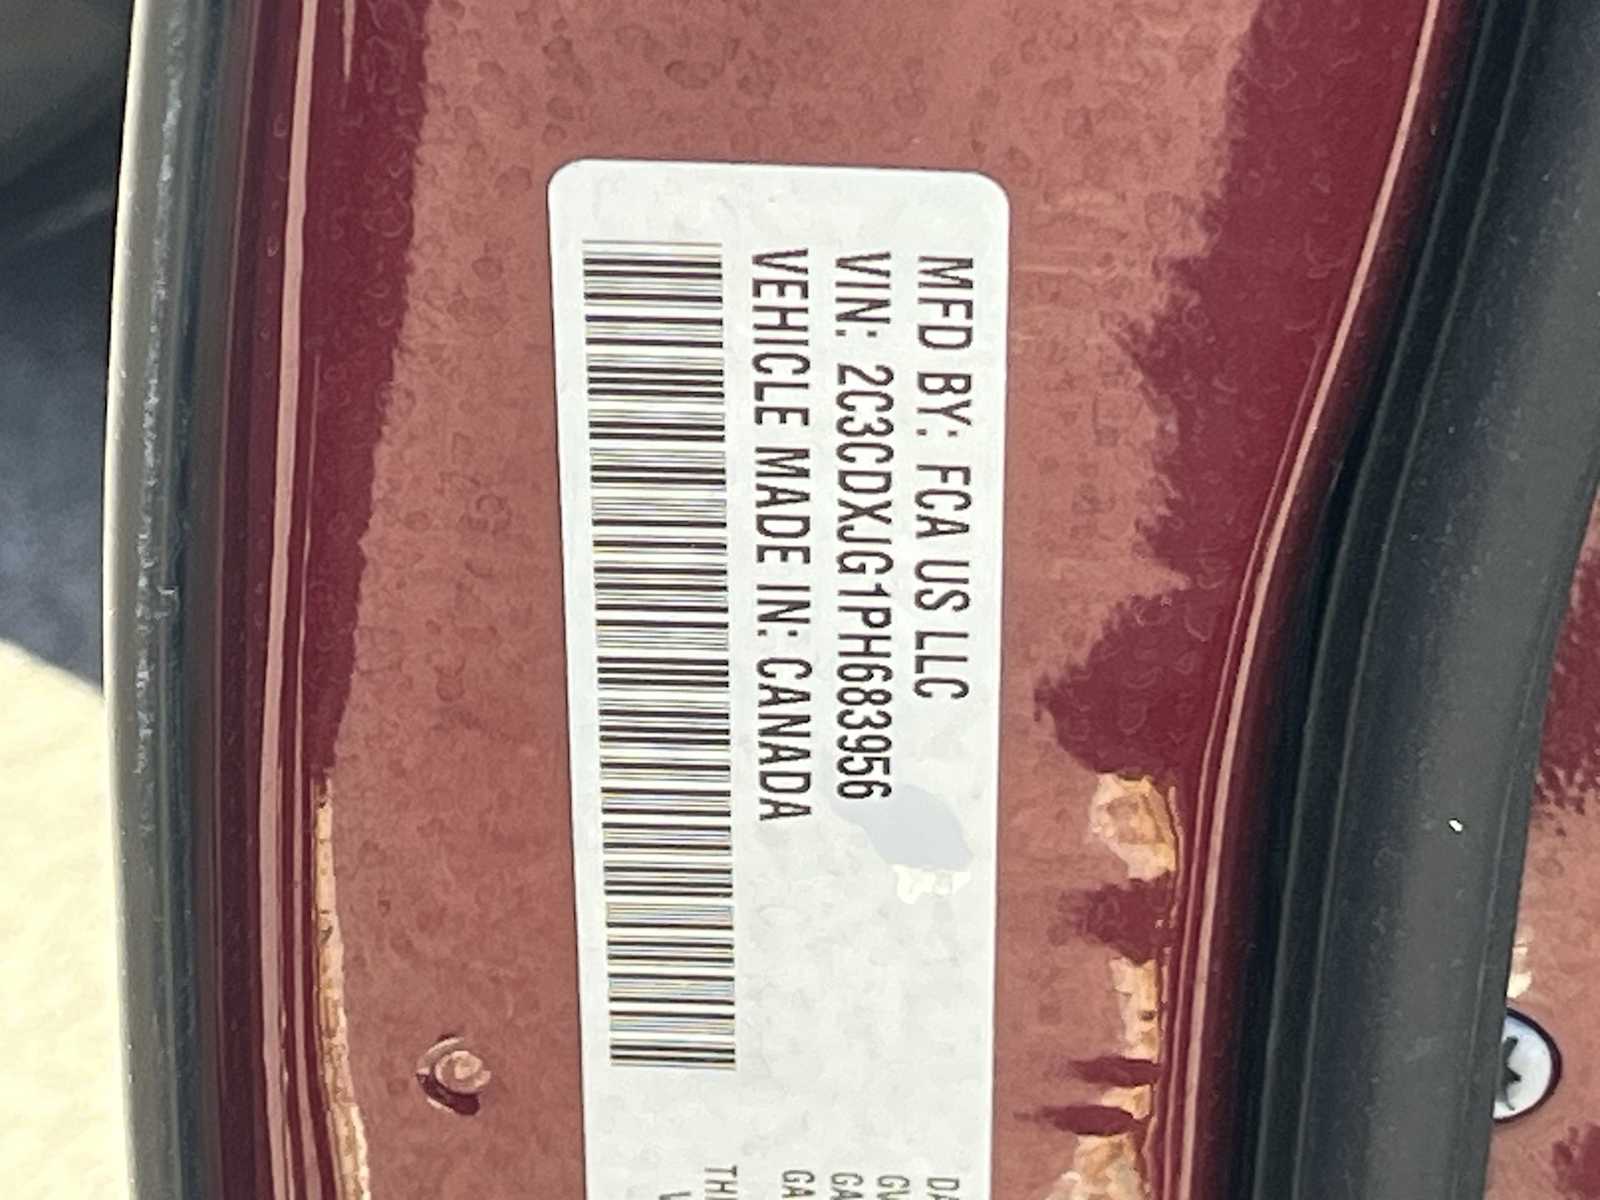 MFD BY: FCA US LLC
VIN: 2C3CDXJG1PH683956
VEHICLE MADE IN: CANADA